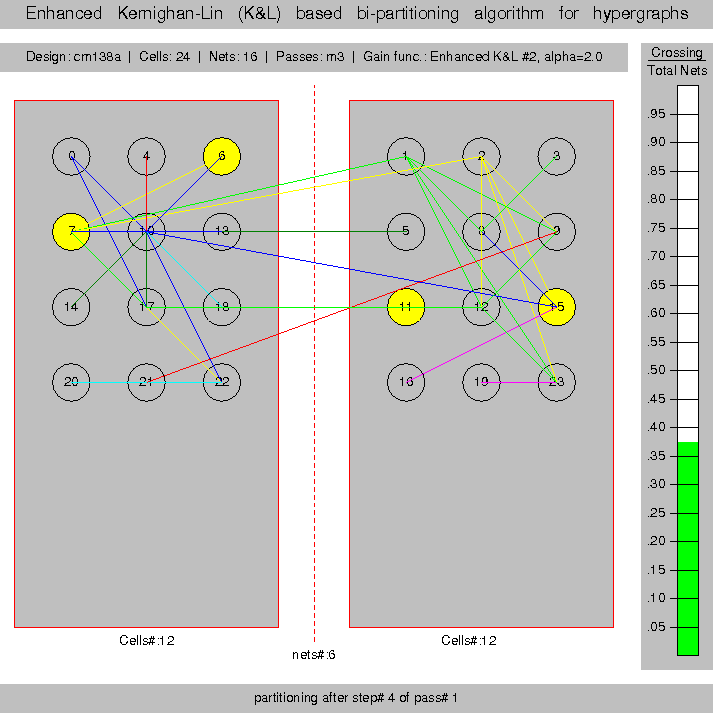 Enhanced Kernighan-Lin (K&L) based bi-partitioning algorithm for hypergraphs
Design: cm138a | Cells: 24 | Nets: 16 | Passes: m3 | Gain func.: Enhanced K&L #2, alpha=2.0
Crossing
Total Nets
.95
.90
.85
.80
.75
.70
.65
.60
.55
.50
.45
.40
.35
.30
.25
.20
.15
.10
.05
0 4 6 1 2 3
7 10 13 5 8 9
14 17 18 11 12 15
20 21 22 16 19 23
Cells#:12 Cells#:12
nets#:6
partitioning after step# 4 of pass# 1